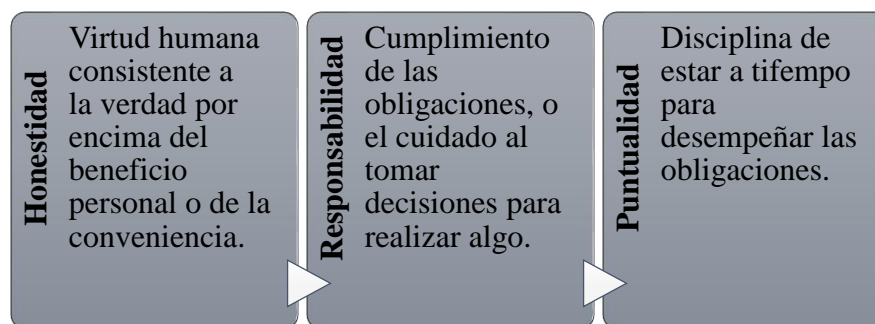 Honestidad
Virtud humana
consistente a
la verdad por
encima del
beneficio
personal o de la
conveniencia.
Responsabilidad
Cumplimiento
de las
obligaciones, o
el cuidado al
tomar
decisiones para
realizar algo.
Puntualidad
Disciplina de
estar a tifempo
para
desempeñar las
obligaciones.